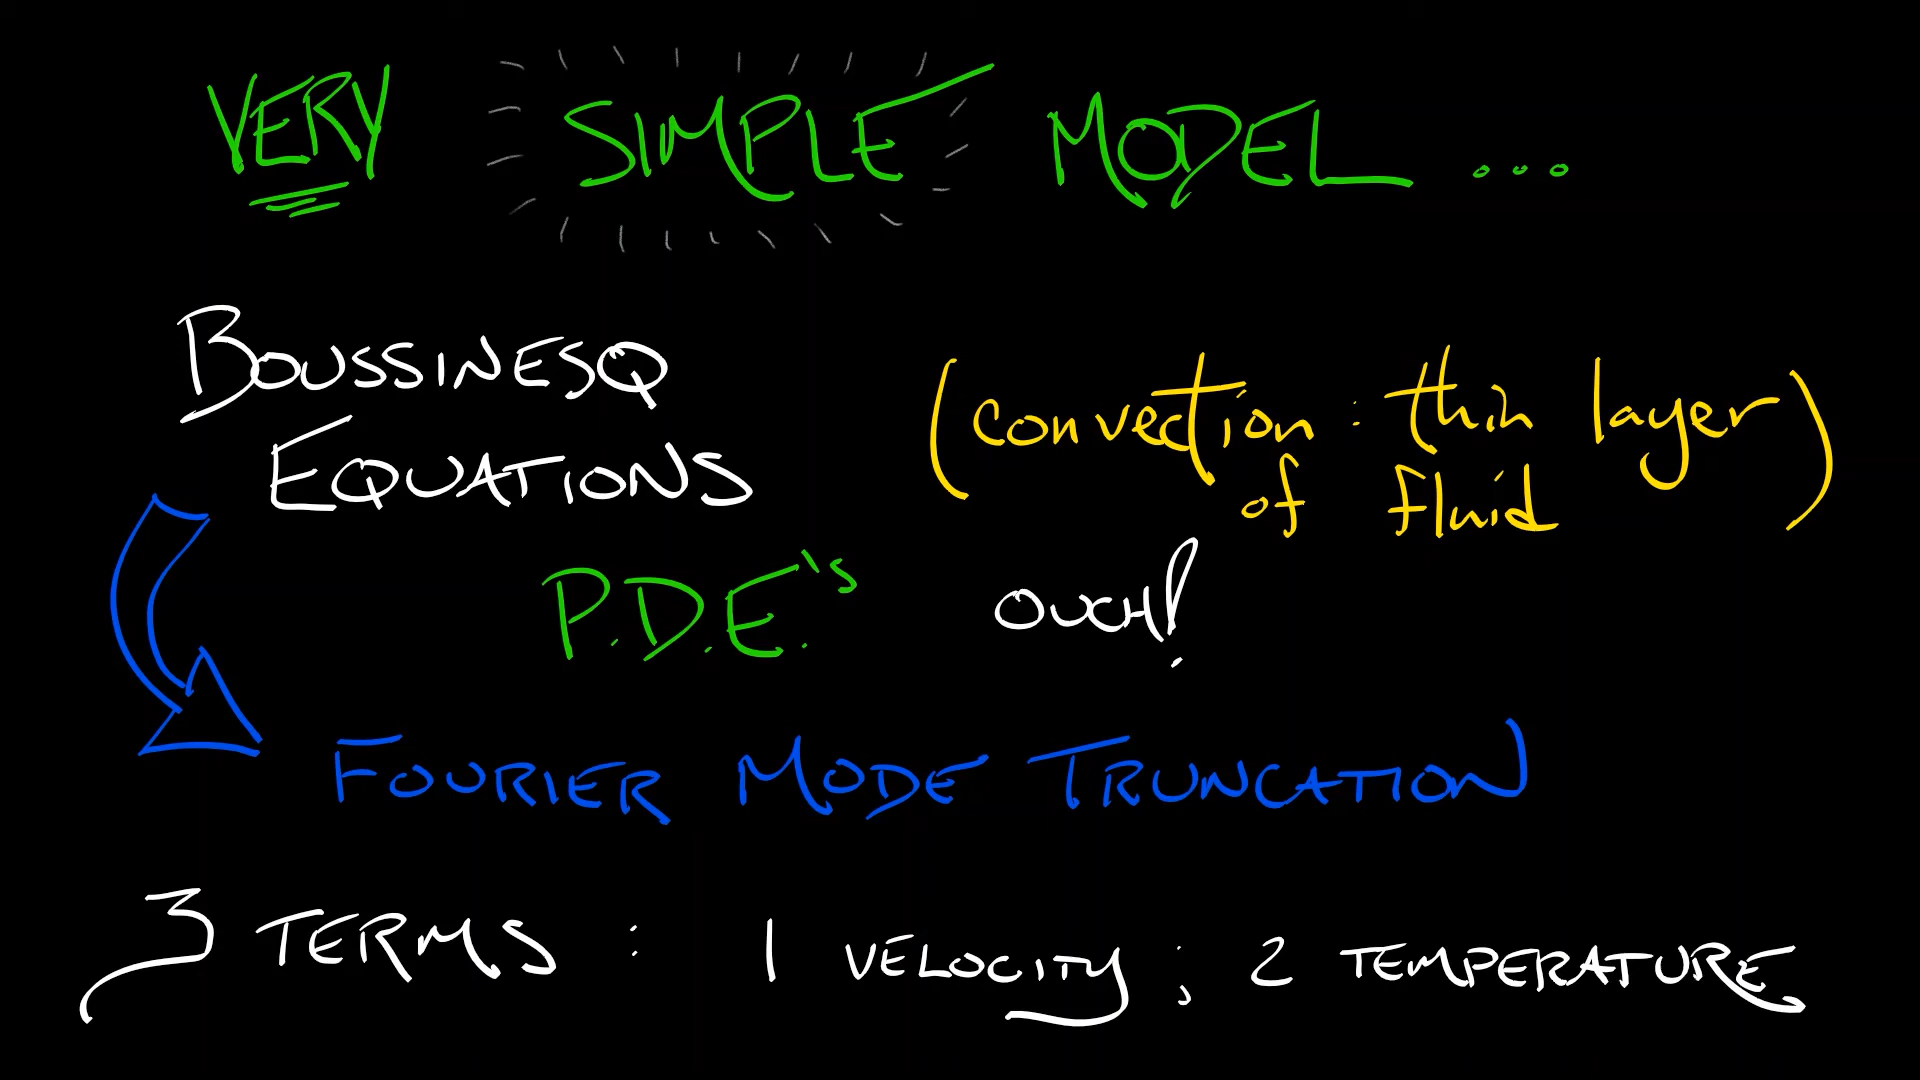 VERY SIMPLE MODEL ...
BOUSSINESQ
EQUATIONS
(convection : thin layer
of fluid)
P.D.E.'s OUCH!
FOURIER MODE TRUNCATION
3 TERMS : 1 VELOCITY ; 2 TEMPERATURE